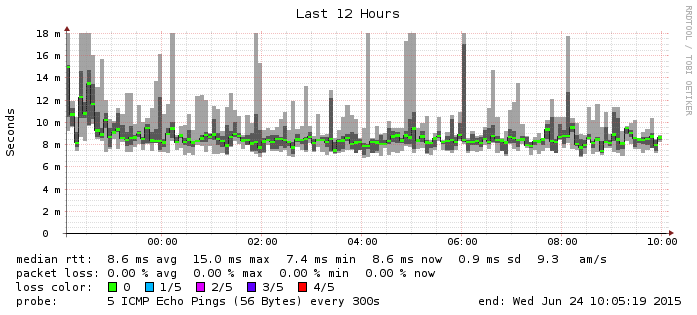 Last 12 Hours
RRDTOOL / TOBI OETIKER
Seconds
18 m
16 m
14 m
12 m
10 m
8 m
6 m
4 m
2 m
0
00:00 02:00 04:00 06:00 08:00 10:00
median rtt: 8.6 ms avg 15.0 ms max 7.4 ms min 8.6 ms now 0.9 ms sd 9.3 am/s
packet loss: 0.00 % avg 0.00 % max 0.00 % min 0.00 % now
loss color: 0 1/5 2/5 3/5 4/5
probe: 5 ICMP Echo Pings (56 Bytes) every 300s end: Wed Jun 24 10:05:19 2015